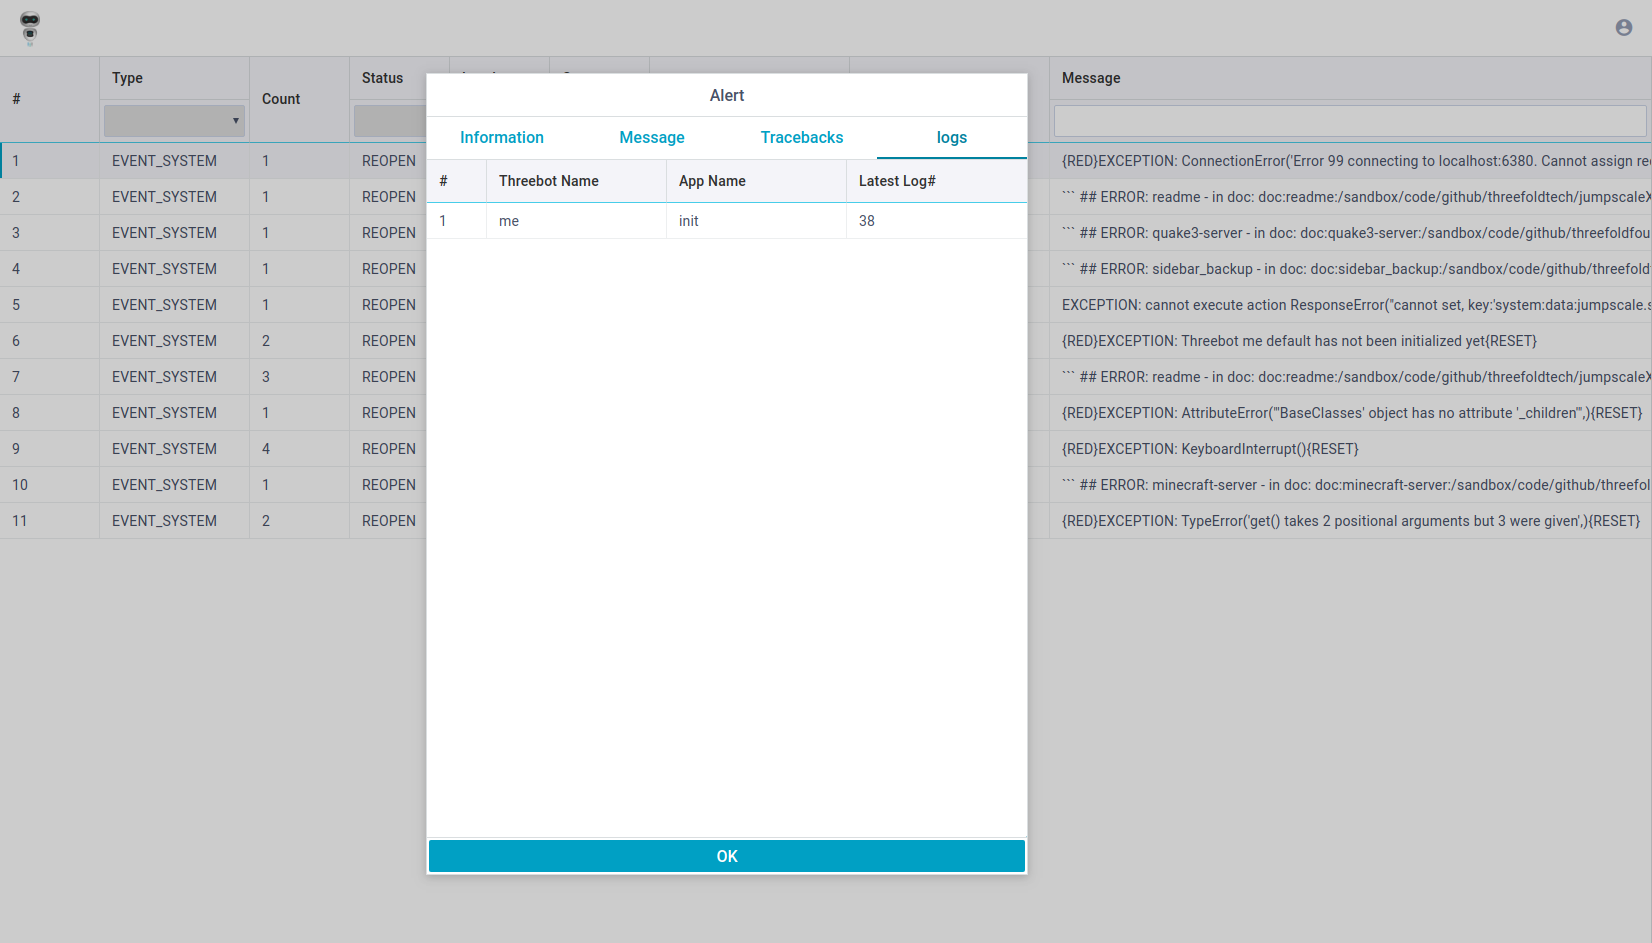 Type
Status
Message
#
Count
Alert
Information
Message
Tracebacks
logs
#
Threebot Name
App Name
Latest Log#
1
me
init
38
OK
1 EVENT_SYSTEM 1 REOPEN {RED}EXCEPTION: ConnectionError('Error 99 connecting to localhost:6380. Cannot assign re
2 EVENT_SYSTEM 1 REOPEN ``` ## ERROR: readme - in doc: doc:readme:/sandbox/code/github/threefoldtech/jumpscaleX
3 EVENT_SYSTEM 1 REOPEN ``` ## ERROR: quake3-server - in doc: doc:quake3-server:/sandbox/code/github/threefoldfou
4 EVENT_SYSTEM 1 REOPEN ``` ## ERROR: sidebar_backup - in doc: doc:sidebar_backup:/sandbox/code/github/threefold
5 EVENT_SYSTEM 1 REOPEN EXCEPTION: cannot execute action ResponseError("cannot set, key:'system:data:jumpscale.s
6 EVENT_SYSTEM 2 REOPEN {RED}EXCEPTION: Threebot me default has not been initialized yet{RESET}
7 EVENT_SYSTEM 3 REOPEN ``` ## ERROR: readme - in doc: doc:readme:/sandbox/code/github/threefoldtech/jumpscaleX
8 EVENT_SYSTEM 1 REOPEN {RED}EXCEPTION: AttributeError("'BaseClasses' object has no attribute '_children'",){RESET}
9 EVENT_SYSTEM 4 REOPEN {RED}EXCEPTION: KeyboardInterrupt(){RESET}
10 EVENT_SYSTEM 1 REOPEN ``` ## ERROR: minecraft-server - in doc: doc:minecraft-server:/sandbox/code/github/threefol
11 EVENT_SYSTEM 2 REOPEN {RED}EXCEPTION: TypeError('get() takes 2 positional arguments but 3 were given',){RESET}